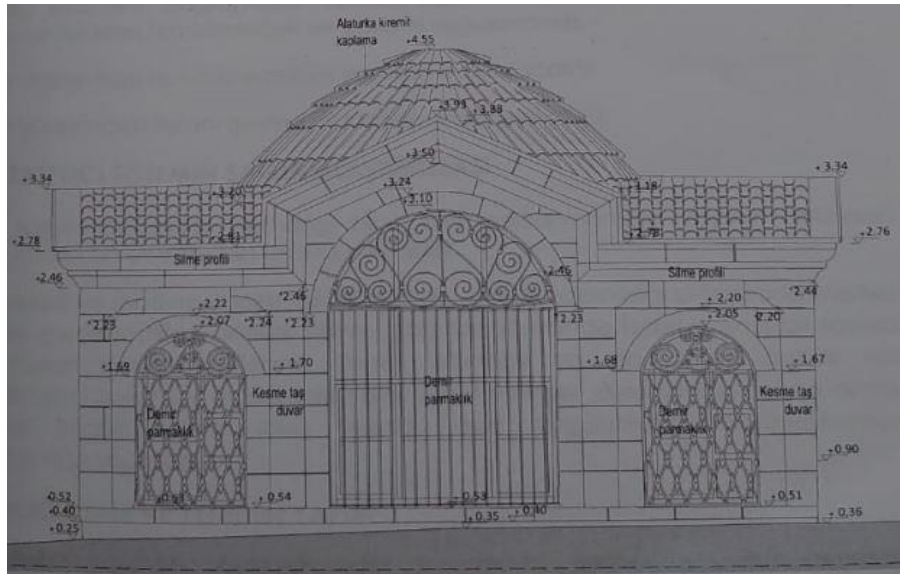 Alaturka kiremit
kaplama
+4.55
+3.93
+3.88
+3.50
+3.34
+3.34
+3.24
+3.20
+3.18
+3.10
+2.78
+2.81
+2.78
+2.76
Silme profili
Silme profili
+2.46
+2.46
+2.46
+2.44
+2.22
+2.20
+2.23
+2.07
+2.24
+2.23
+2.23
+2.05
+2.20
+1.69
+1.70
+1.68
+1.67
Kesme taş
duvar
Demir
parmaklık
Demir
parmaklık
Demir
parmaklık
Kesme taş
duvar
+0,90
+0,54
+0,53
+0,51
-0.52
+0.40
+0,35
+0,40
+0,36
+0.25